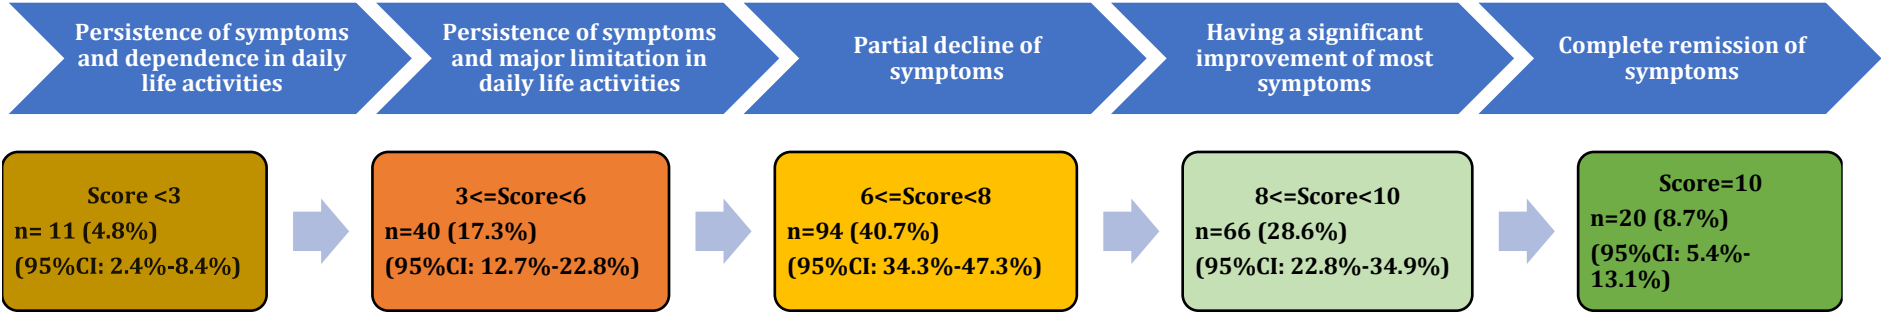 Persistence of symptoms
and dependence in daily
life activities
Persistence of symptoms
and major limitation in
daily life activities
Partial decline of
symptoms
Having a significant
improvement of most
symptoms
Complete remission of
symptoms
Score <3
n= 11 (4.8%)
(95%CI: 2.4%-8.4%)
3<=Score<6
n=40 (17.3%)
(95%CI: 12.7%-22.8%)
6<=Score<8
n=94 (40.7%)
(95%CI: 34.3%-47.3%)
8<=Score<10
n=66 (28.6%)
(95%CI: 22.8%-34.9%)
Score=10
n=20 (8.7%)
(95%CI: 5.4%-
13.1%)